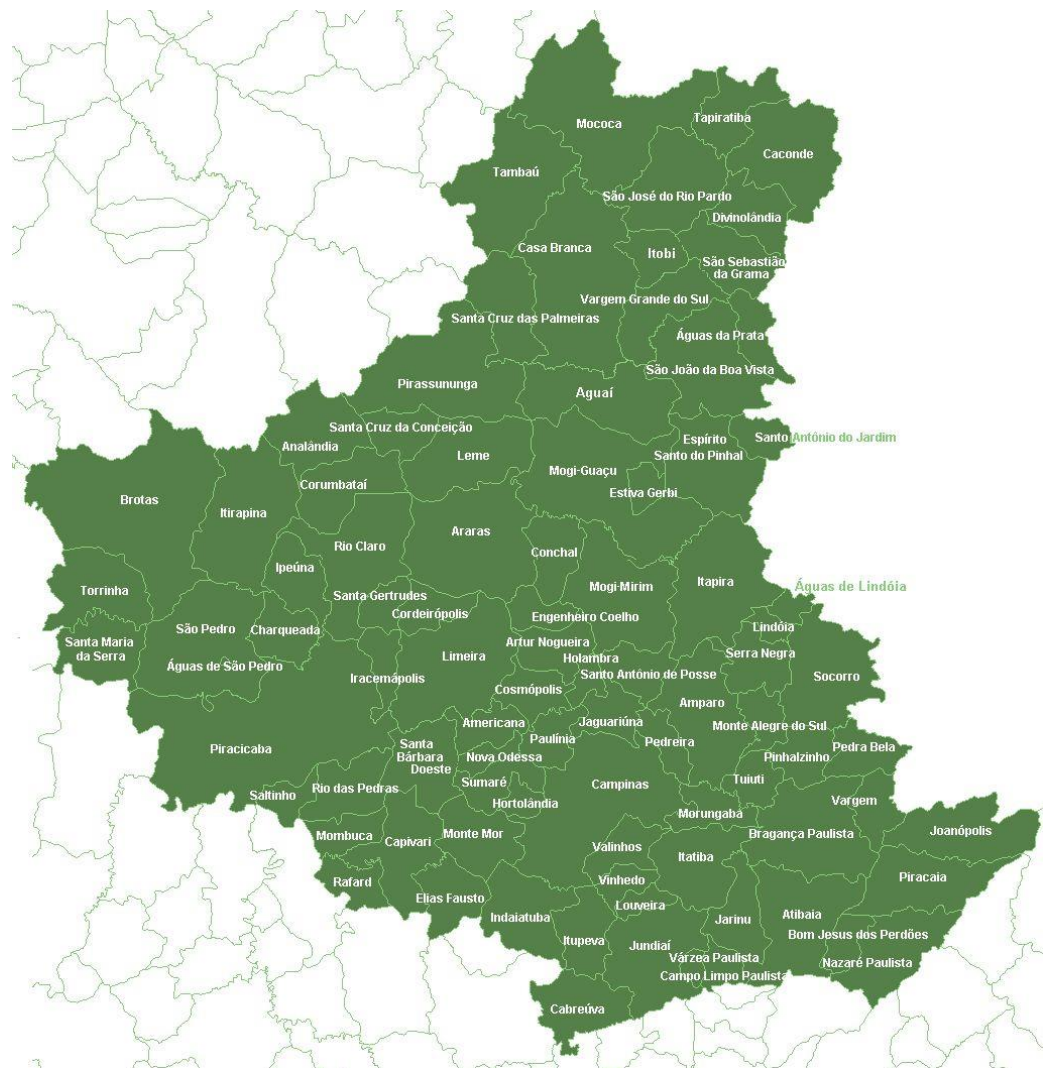 Mococa
Tapiratiba
Caconde
Tambaú
São José do Rio Pardo
Divinolândia
Casa Branca
Itobi
São Sebastião
da Grama
Vargem Grande do Sul
Santa Cruz das Palmeiras
Águas da Prata
São João da Boa Vista
Pirassununga
Aguaí
Santa Cruz da Conceição
Analândia
Leme
Espírito
Santo do Pinhal
Santo Antônio do Jardim
Mogi-Guaçu
Corumbataí
Estiva Gerbi
Brotas
Itirapina
Araras
Rio Claro
Conchal
Ipeúna
Mogi-Mirim
Itapira
Águas de Lindóia
Torrinha
Santa Gertrudes
Cordeirópolis
Engenheiro Coelho
São Pedro
Charqueada
Lindóia
Santa Maria
da Serra
Artur Nogueira
Serra Negra
Limeira
Holambra
Águas de São Pedro
Iracemápolis
Santo Antônio de Posse
Socorro
Cosmópolis
Amparo
Americana
Jaguariúna
Monte Alegre do Sul
Paulínia
Pedreira
Piracicaba
Santa
Bárbara
Doeste
Nova Odessa
Pinhalzinho
Pedra Bela
Sumaré
Campinas
Tuiuti
Saltinho
Rio das Pedras
Hortolândia
Vargem
Morungaba
Mombuca
Capivari
Monte Mor
Bragança Paulista
Joanópolis
Valinhos
Itatiba
Rafard
Vinhedo
Piracaia
Elias Fausto
Louveira
Indaiatuba
Jarinu
Atibaia
Itupeva
Jundiaí
Bom Jesus dos Perdões
Várzea Paulista
Nazaré Paulista
Campo Limpo Paulista
Cabreúva